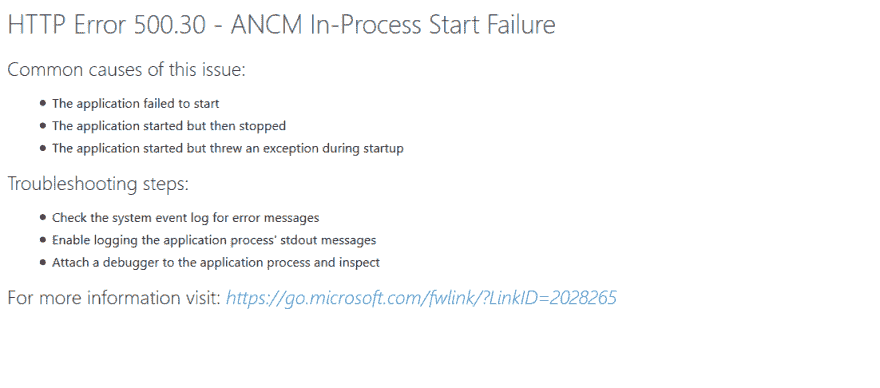 HTTP Error 500.30 - ANCM In-Process Start Failure
Common causes of this issue:
• The application failed to start
• The application started but then stopped
• The application started but threw an exception during startup
Troubleshooting steps:
• Check the system event log for error messages
• Enable logging the application process' stdout messages
• Attach a debugger to the application process and inspect
For more information visit: https://go.microsoft.com/fwlink/?LinkID=2028265